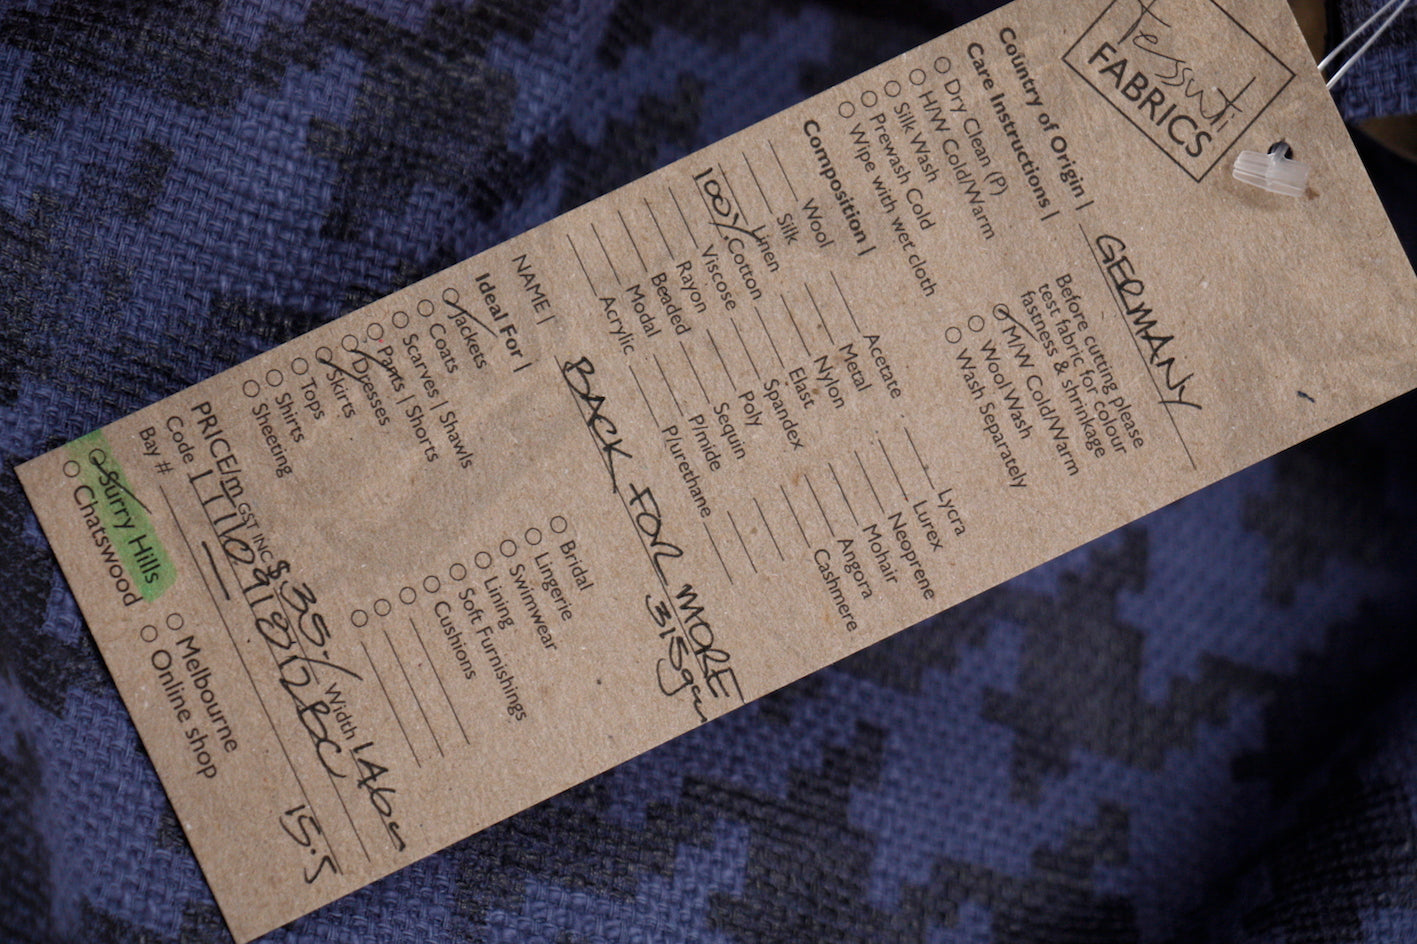 Tessuti
FABRICS
Country of Origin | GERMANY
Care Instructions |
Before cutting please
test fabric for colour
fastness & shrinkage
Dry Clean (P)
H/W Cold/Warm
Silk Wash
Prewash Cold
Wipe with wet cloth
M/W Cold/Warm
Wool Wash
Wash Separately
Composition |
Wool
Silk
Linen
100% Cotton
Viscose
Rayon
Beaded
Modal
Acrylic
Acetate
Metal
Nylon
Elast
Spandex
Poly
Sequin
P/mide
P/urethane
Lycra
Lurex
Neoprene
Mohair
Angora
Cashmere
NAME | BACK FOR MORE
315gm
Ideal For |
Jackets
Coats
Scarves | Shawls
Pants | Shorts
Dresses
Skirts
Tops
Shirts
Sheeting
Bridal
Lingerie
Swimwear
Lining
Soft Furnishings
Cushions
PRICE/m GST INC $35./ Width 146cm
Code
Bay # 15.5
Surry Hills
Chatswood
Melbourne
Online shop